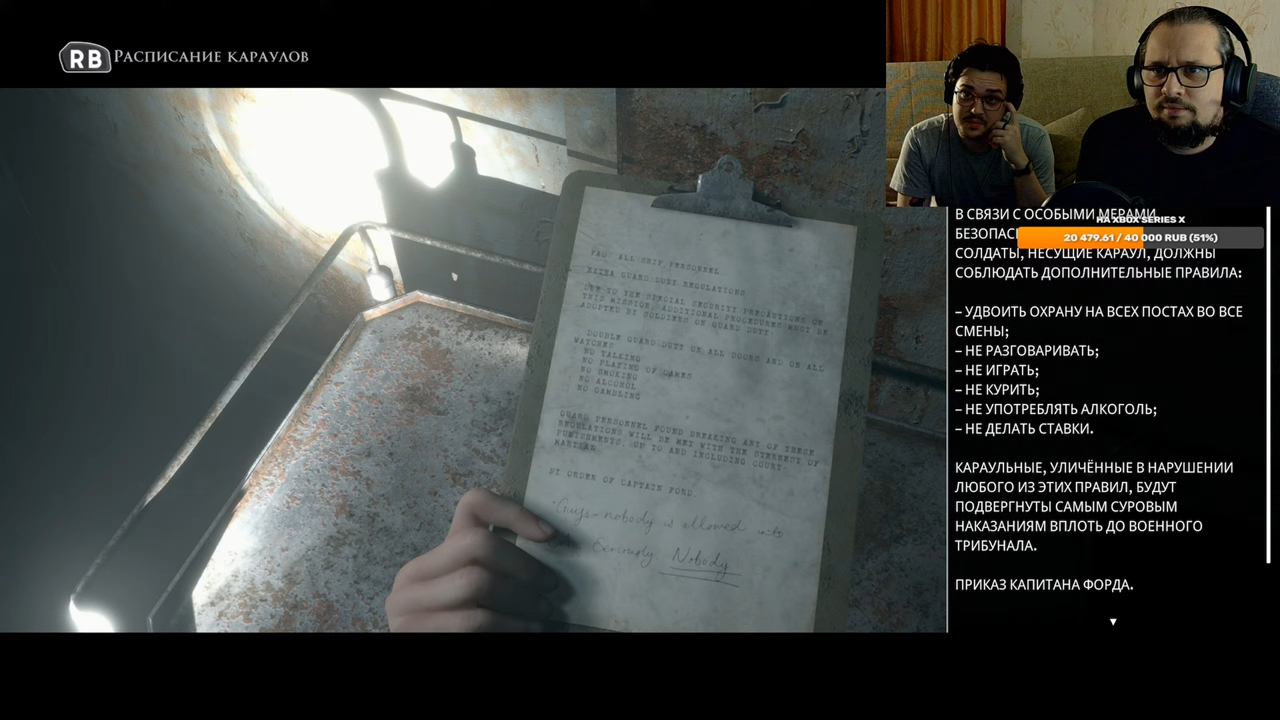 RB Расписание караулов
FAO: ALL SHIP PERSONNEL
EXTRA GUARD DUTY REGULATIONS
DUE TO THE SPECIAL SECURITY PRECAUTIONS ON
THIS MISSION, ADDITIONAL PROCEDURES MUST BE
ADOPTED BY SOLDIERS ON GUARD DUTY
DOUBLE GUARD DUTY ON ALL DOORS AND ON ALL
WATCHES
NO TALKING
NO PLAYING OF GAMES
NO SMOKING
NO ALCOHOL
NO GAMBLING
GUARD PERSONNEL FOUND BREAKING ANY OF THESE
REGULATIONS WILL BE MET WITH THE STERNEST OF
PUNISHMENTS, UP TO AND INCLUDING COURT-
MARTIAL
BY ORDER OF CAPTAIN FORD
Guys - nobody is allowed into
Seriously Nobody
В СВЯЗИ С ОСОБЫМИ МЕРАМИ
НА XBOX SERIES X
20 479.61 / 40 000 RUB (51%)
СОЛДАТЫ, НЕСУЩИЕ КАРАУЛ, ДОЛЖНЫ
СОБЛЮДАТЬ ДОПОЛНИТЕЛЬНЫЕ ПРАВИЛА:
– УДВОИТЬ ОХРАНУ НА ВСЕХ ПОСТАХ ВО ВСЕ
СМЕНЫ;
– НЕ РАЗГОВАРИВАТЬ;
– НЕ ИГРАТЬ;
– НЕ КУРИТЬ;
– НЕ УПОТРЕБЛЯТЬ АЛКОГОЛЬ;
– НЕ ДЕЛАТЬ СТАВКИ.
КАРАУЛЬНЫЕ, УЛИЧЁННЫЕ В НАРУШЕНИИ
ЛЮБОГО ИЗ ЭТИХ ПРАВИЛ, БУДУТ
ПОДВЕРГНУТЫ САМЫМ СУРОВЫМ
НАКАЗАНИЯМ ВПЛОТЬ ДО ВОЕННОГО
ТРИБУНАЛА.
ПРИКАЗ КАПИТАНА ФОРДА.